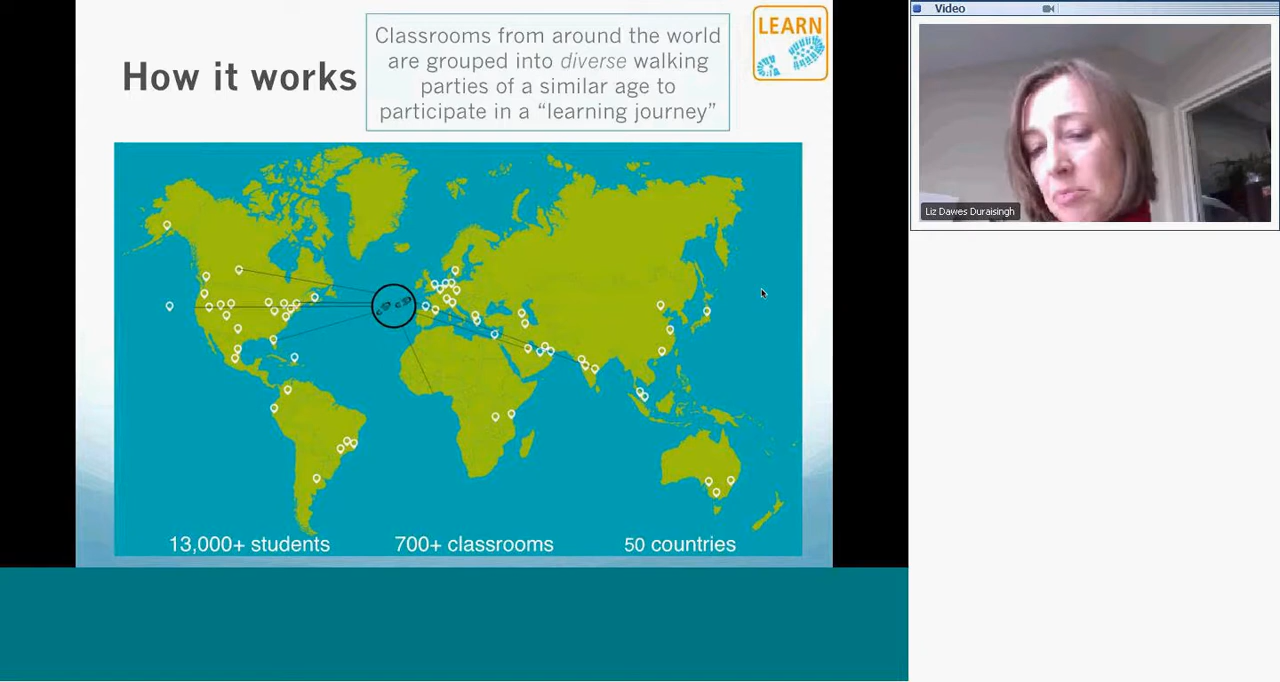 How it works
Classrooms from around the world
are grouped into diverse walking
parties of a similar age to
participate in a “learning journey”
LEARN
13,000+ students
700+ classrooms
50 countries
Video
Liz Dawes Duraisingh